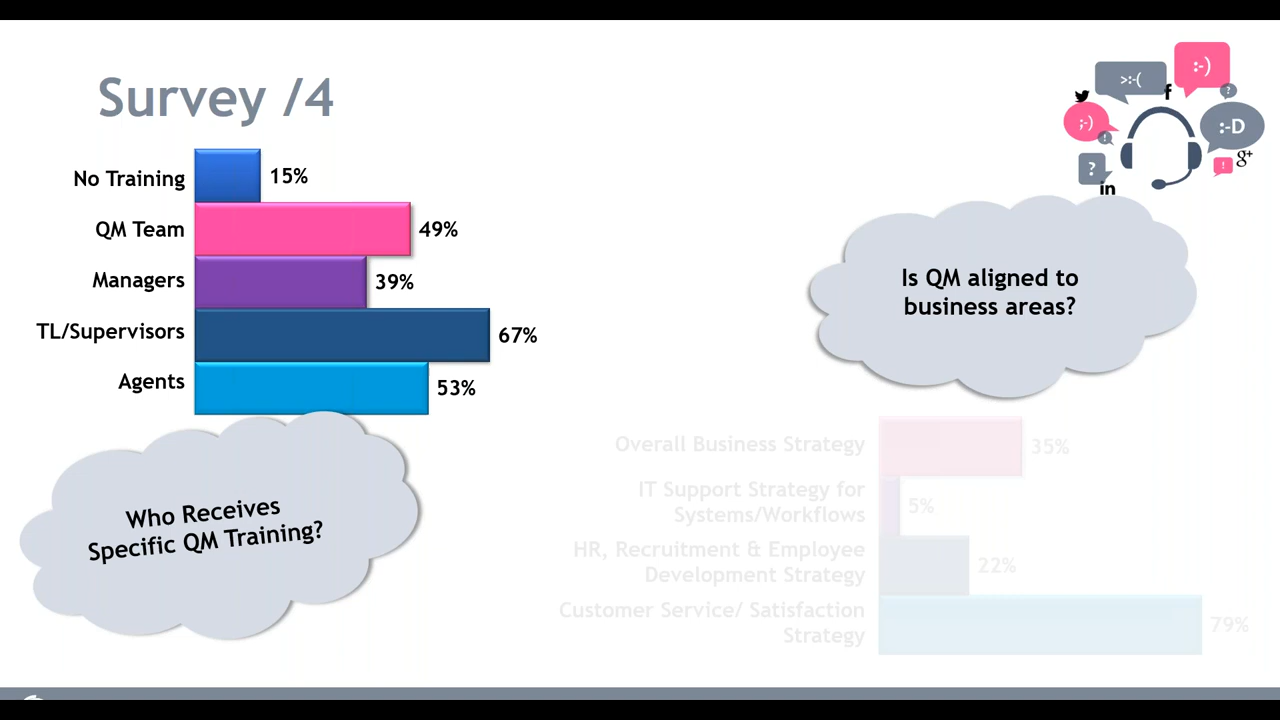 Survey /4
>:-(
:-)
f
?
;-)
!
:-D
?
!
g+
in
No Training
15%
QM Team
49%
Managers
39%
TL/Supervisors
67%
Agents
53%
Who Receives
Specific QM Training?
Is QM aligned to
business areas?
Overall Business Strategy
35%
IT Support Strategy for
Systems/Workflows
5%
HR, Recruitment & Employee
Development Strategy
22%
Customer Service/ Satisfaction
Strategy
79%